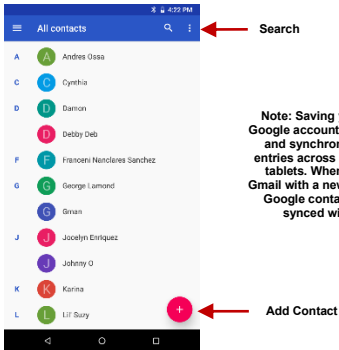 4:22 PM
All contacts
Search
A A Andres Ossa
C C Cynthia
D D Damon
D Debby Deb
Note: Saving
Google account
and synchron
entries across
tablets. When
Gmail with a new
Google conta
synced wi
F F Franceni Nanclares Sanchez
G G George Lamond
G Gman
J J Jocelyn Enriquez
J Johnny O
K K Karina
L L Lil' Suzy
+
Add Contact